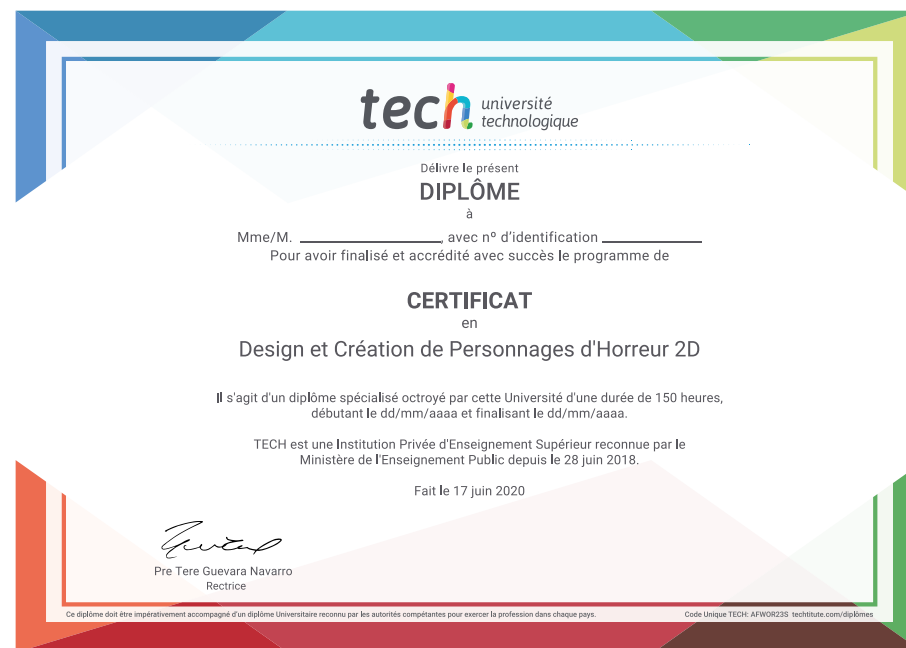 tech université
technologique
Délivre le présent
DIPLÔME
à
Mme/M. ____________, avec nº d'identification _________
Pour avoir finalisé et accrédité avec succès le programme de
CERTIFICAT
en
Design et Création de Personnages d'Horreur 2D
Il s'agit d'un diplôme spécialisé octroyé par cette Université d'une durée de 150 heures,
débutant le dd/mm/aaaa et finalisant le dd/mm/aaaa.
TECH est une Institution Privée d'Enseignement Supérieur reconnue par le
Ministère de l'Enseignement Public depuis le 28 juin 2018.
Fait le 17 juin 2020
Pre Tere Guevara Navarro
Rectrice
Ce diplôme doit être impérativement accompagné d'un diplôme Universitaire reconnu par les autorités compétantes pour exercer la profession dans chaque pays. Code Unique TECH: AFWOR23S techtitute.com/diplômes